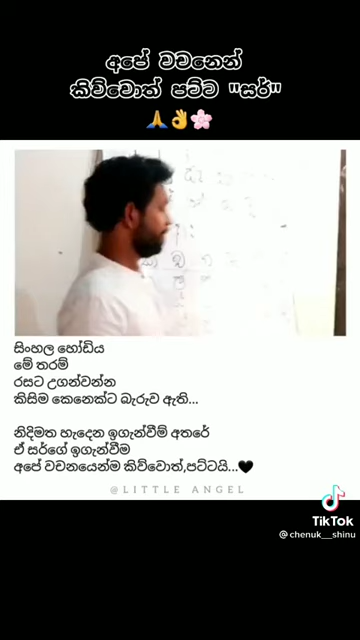 අපේ වචනෙන්
කිව්වොත් පට්ට "සර්"
🙏👌🌸
සිංහල හෝඩිය
මේ තරම්
රසට උගන්වන්න
කිසිම කෙනෙක්ට බැරුව ඇති...
නිදිමත හැදෙන ඉගැන්වීම් අතරේ
ඒ සර්ගේ ඉගැන්වීම
අපේ වචනයෙන්ම කිව්වොත්,පට්ටයි...🖤
@LITTLE ANGEL
TikTok
@chenuk__shinu